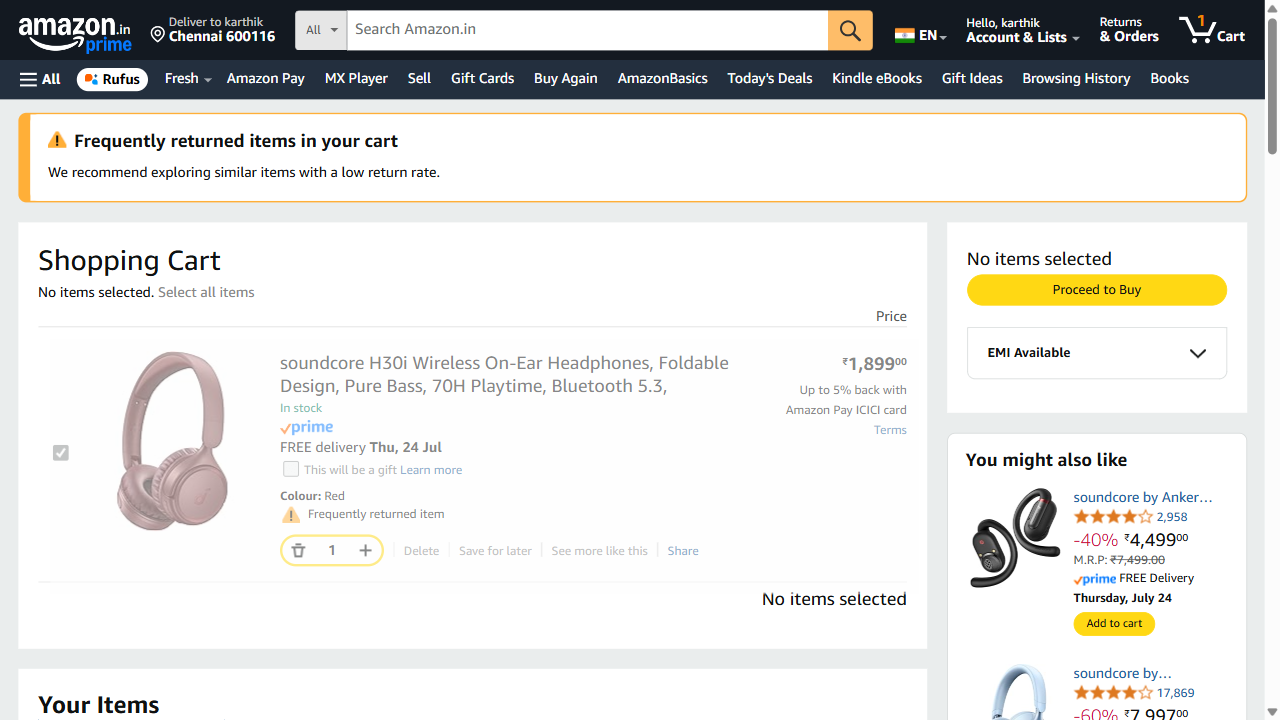 amazon.in
prime
Deliver to karthik
Chennai 600116
All
Search Amazon.in
EN
Hello, karthik
Account & Lists
Returns
& Orders
1
Cart
All
Rufus
Fresh
Amazon Pay
MX Player
Sell
Gift Cards
Buy Again
AmazonBasics
Today's Deals
Kindle eBooks
Gift Ideas
Browsing History
Books
Frequently returned items in your cart
We recommend exploring similar items with a low return rate.
Shopping Cart
No items selected. Select all items
Price
soundcore H30i Wireless On-Ear Headphones, Foldable
Design, Pure Bass, 70H Playtime, Bluetooth 5.3,
₹1,89900
In stock
Up to 5% back with
Amazon Pay ICICI card
Terms
prime
FREE delivery Thu, 24 Jul
This will be a gift Learn more
Colour: Red
Frequently returned item
1
Delete
Save for later
See more like this
Share
No items selected
Your Items
No items selected
Proceed to Buy
EMI Available
You might also like
soundcore by Anker…
2,958
-40% ₹4,49900
M.R.P: ₹7,499.00
prime FREE Delivery
Thursday, July 24
Add to cart
soundcore by…
17,869
-60% ₹7,99700